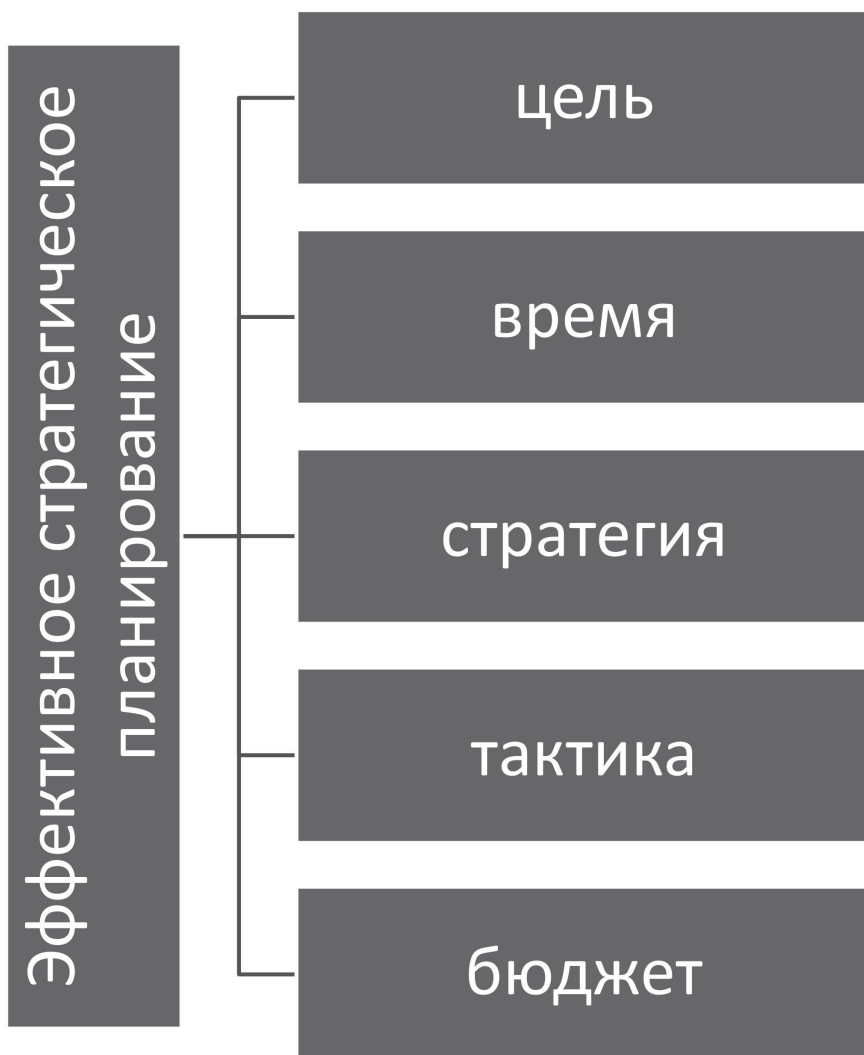 Эффективное стратегическое
планирование
цель
время
стратегия
тактика
бюджет